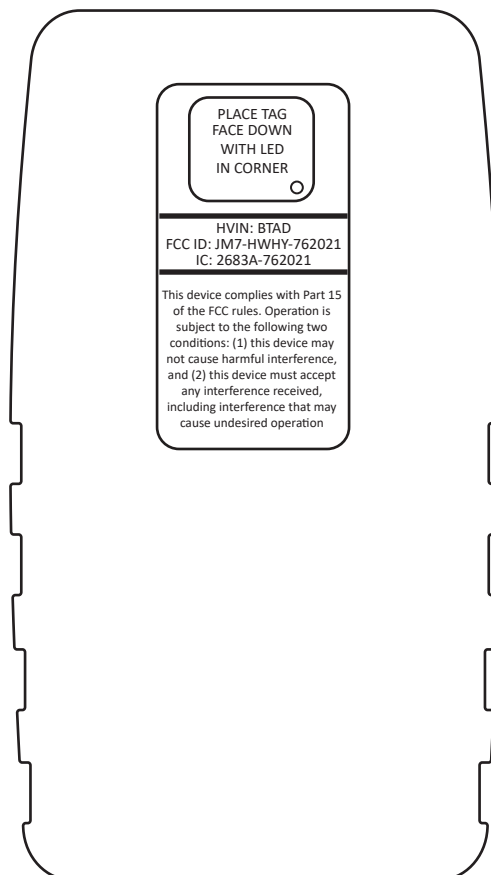 PLACE TAG
FACE DOWN
WITH LED
IN CORNER
HVIN: BTAD
FCC ID: JM7-HWHY-762021
IC: 2683A-762021
This device complies with Part 15
of the FCC rules. Operation is
subject to the following two
conditions: (1) this device may
not cause harmful interference,
and (2) this device must accept
any interference received,
including interference that may
cause undesired operation